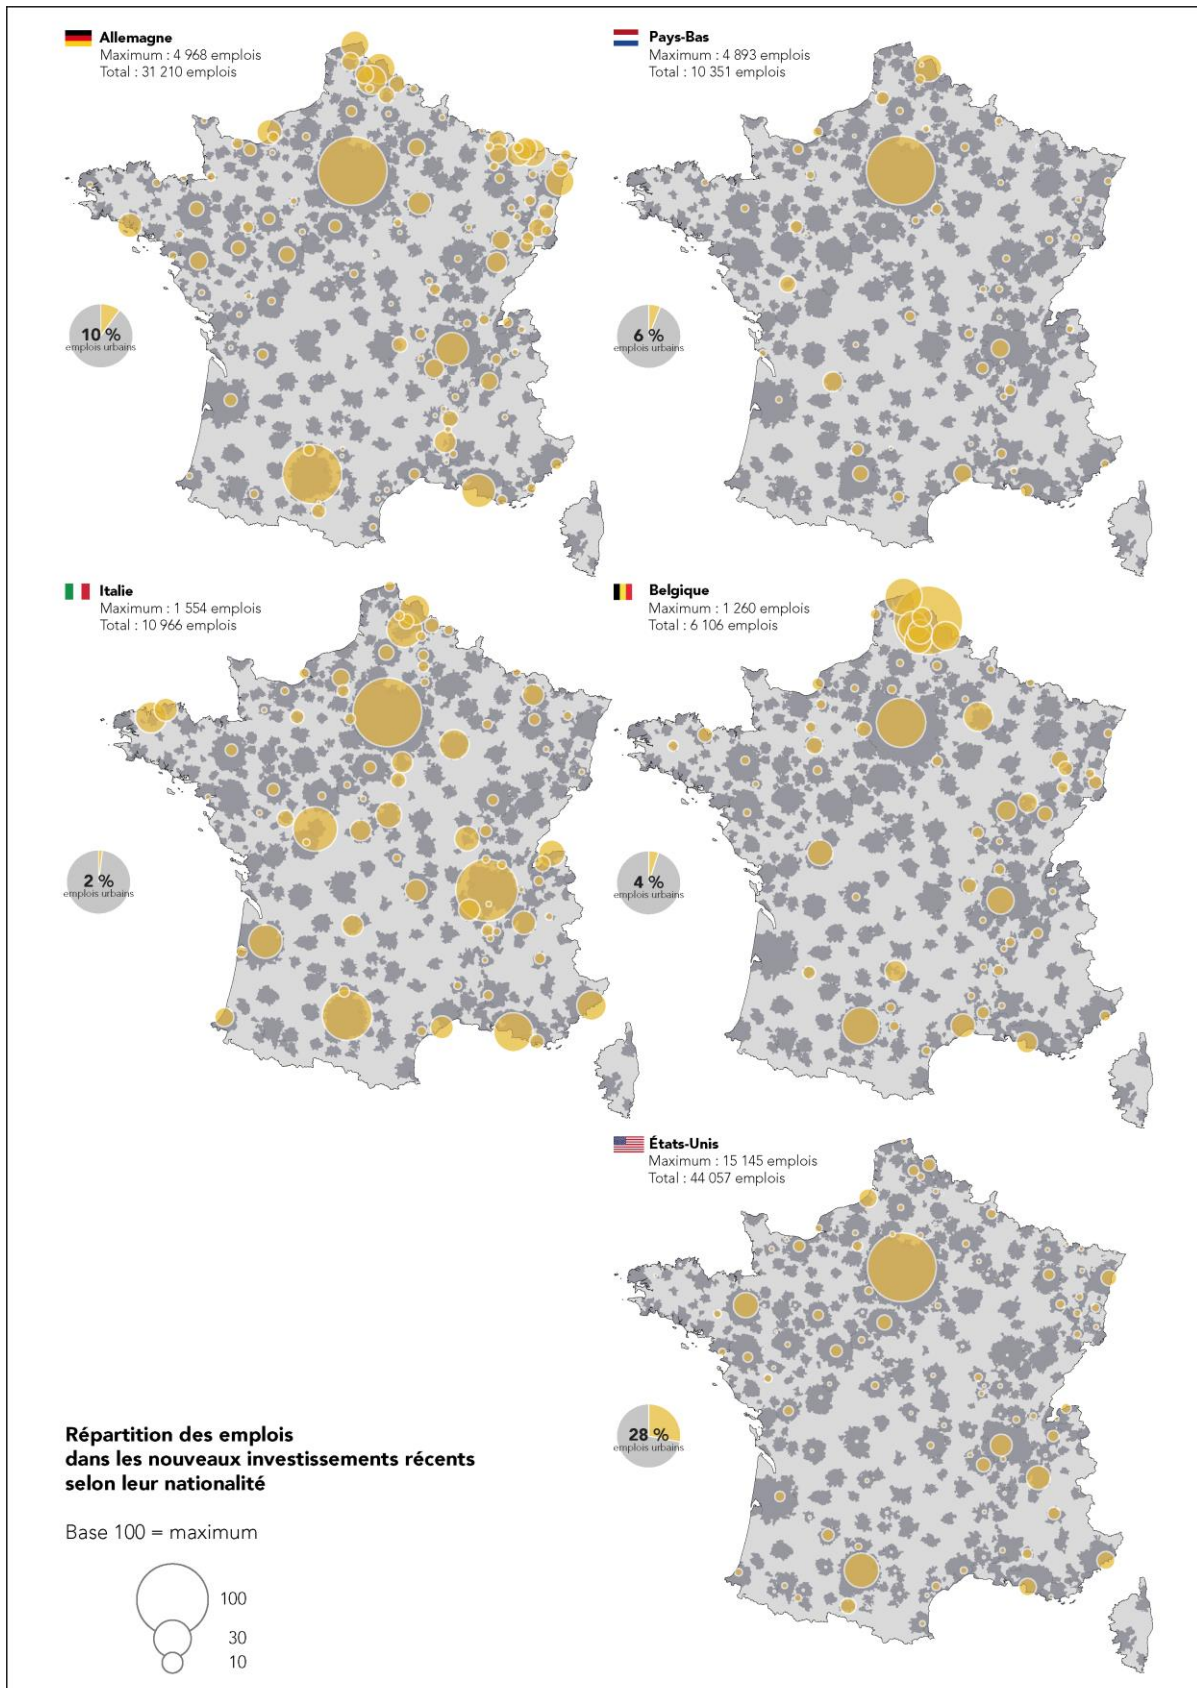 Allemagne
Maximum : 4 968 emplois
Total : 31 210 emplois
10 %
emplois urbains
Pays-Bas
Maximum : 4 893 emplois
Total : 10 351 emplois
6 %
emplois urbains
Italie
Maximum : 1 554 emplois
Total : 10 966 emplois
2 %
emplois urbains
Belgique
Maximum : 1 260 emplois
Total : 6 106 emplois
4 %
emplois urbains
États-Unis
Maximum : 15 145 emplois
Total : 44 057 emplois
28 %
emplois urbains
Répartition des emplois
dans les nouveaux investissements récents
selon leur nationalité
Base 100 = maximum
100
30
10